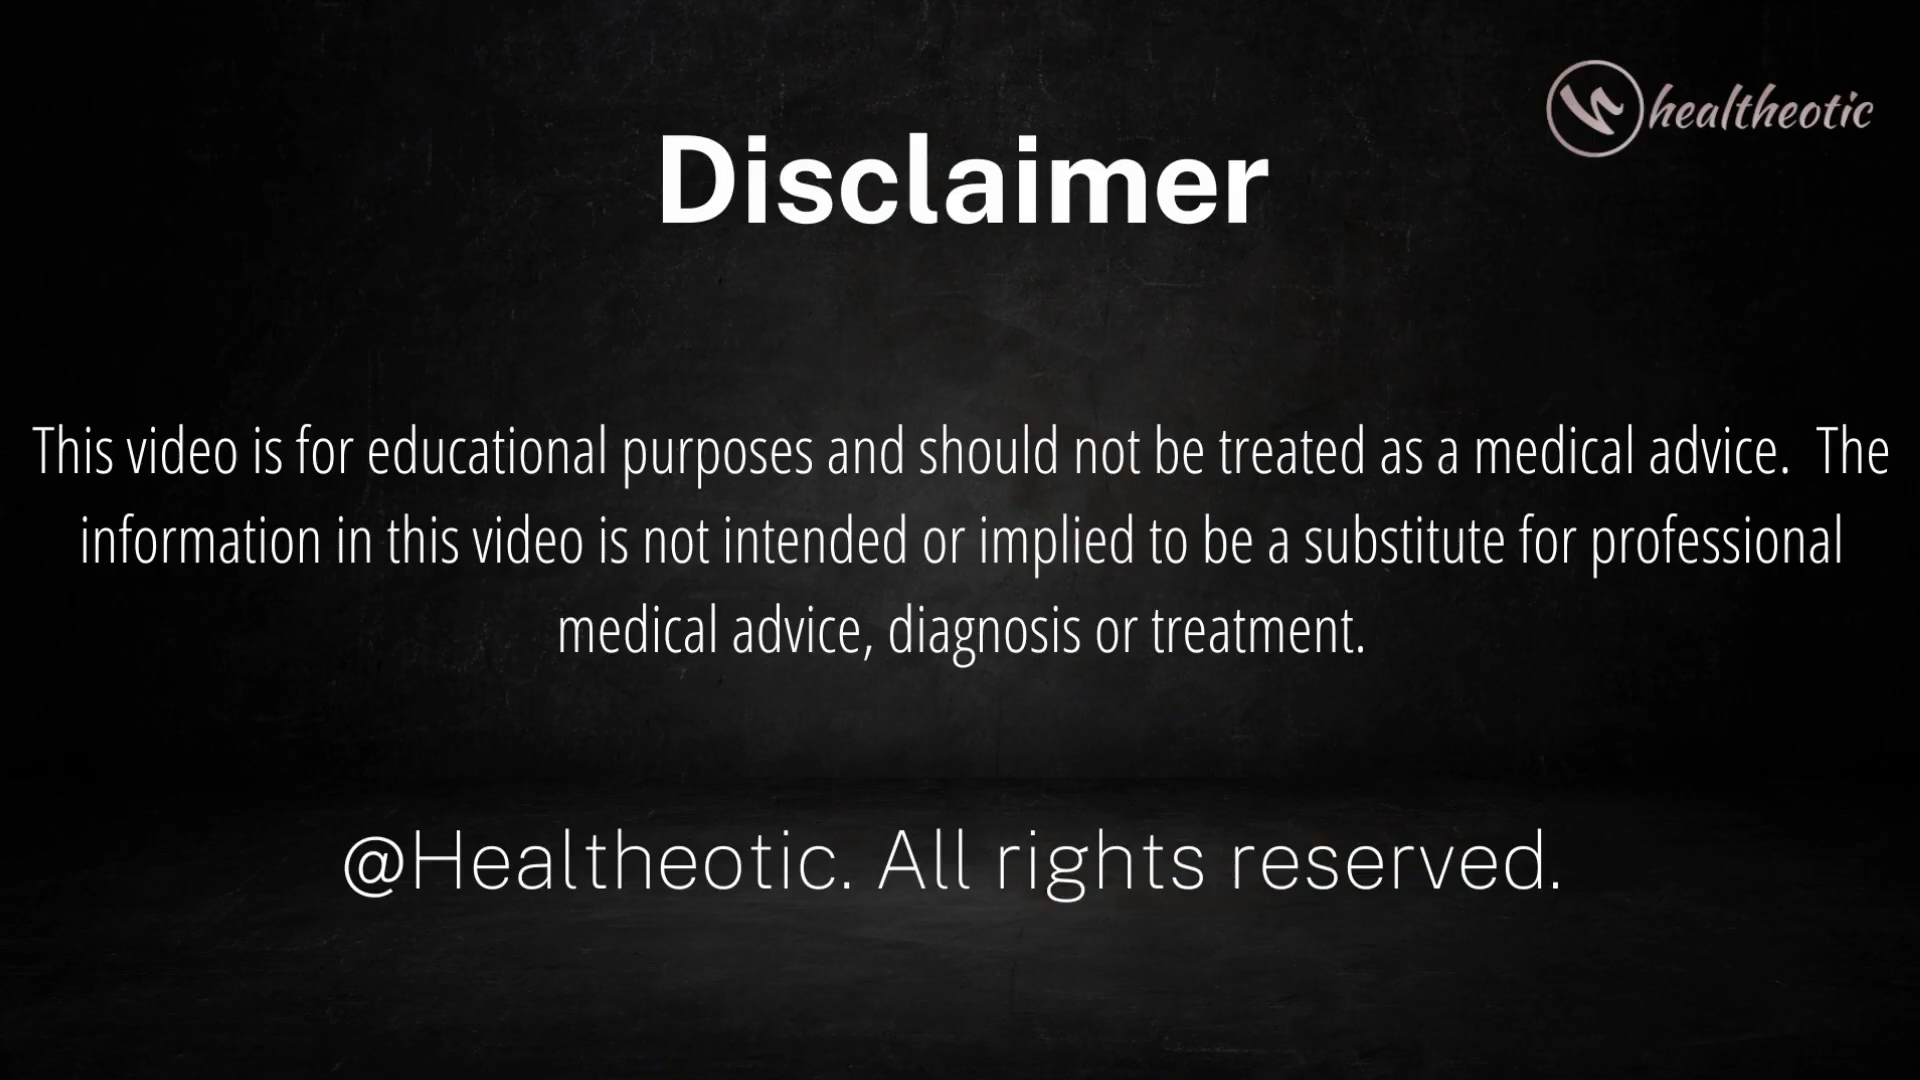 healtheotic
Disclaimer
This video is for educational purposes and should not be treated as a medical advice.  The
information in this video is not intended or implied to be a substitute for professional
medical advice, diagnosis or treatment.
@Healtheotic. All rights reserved.